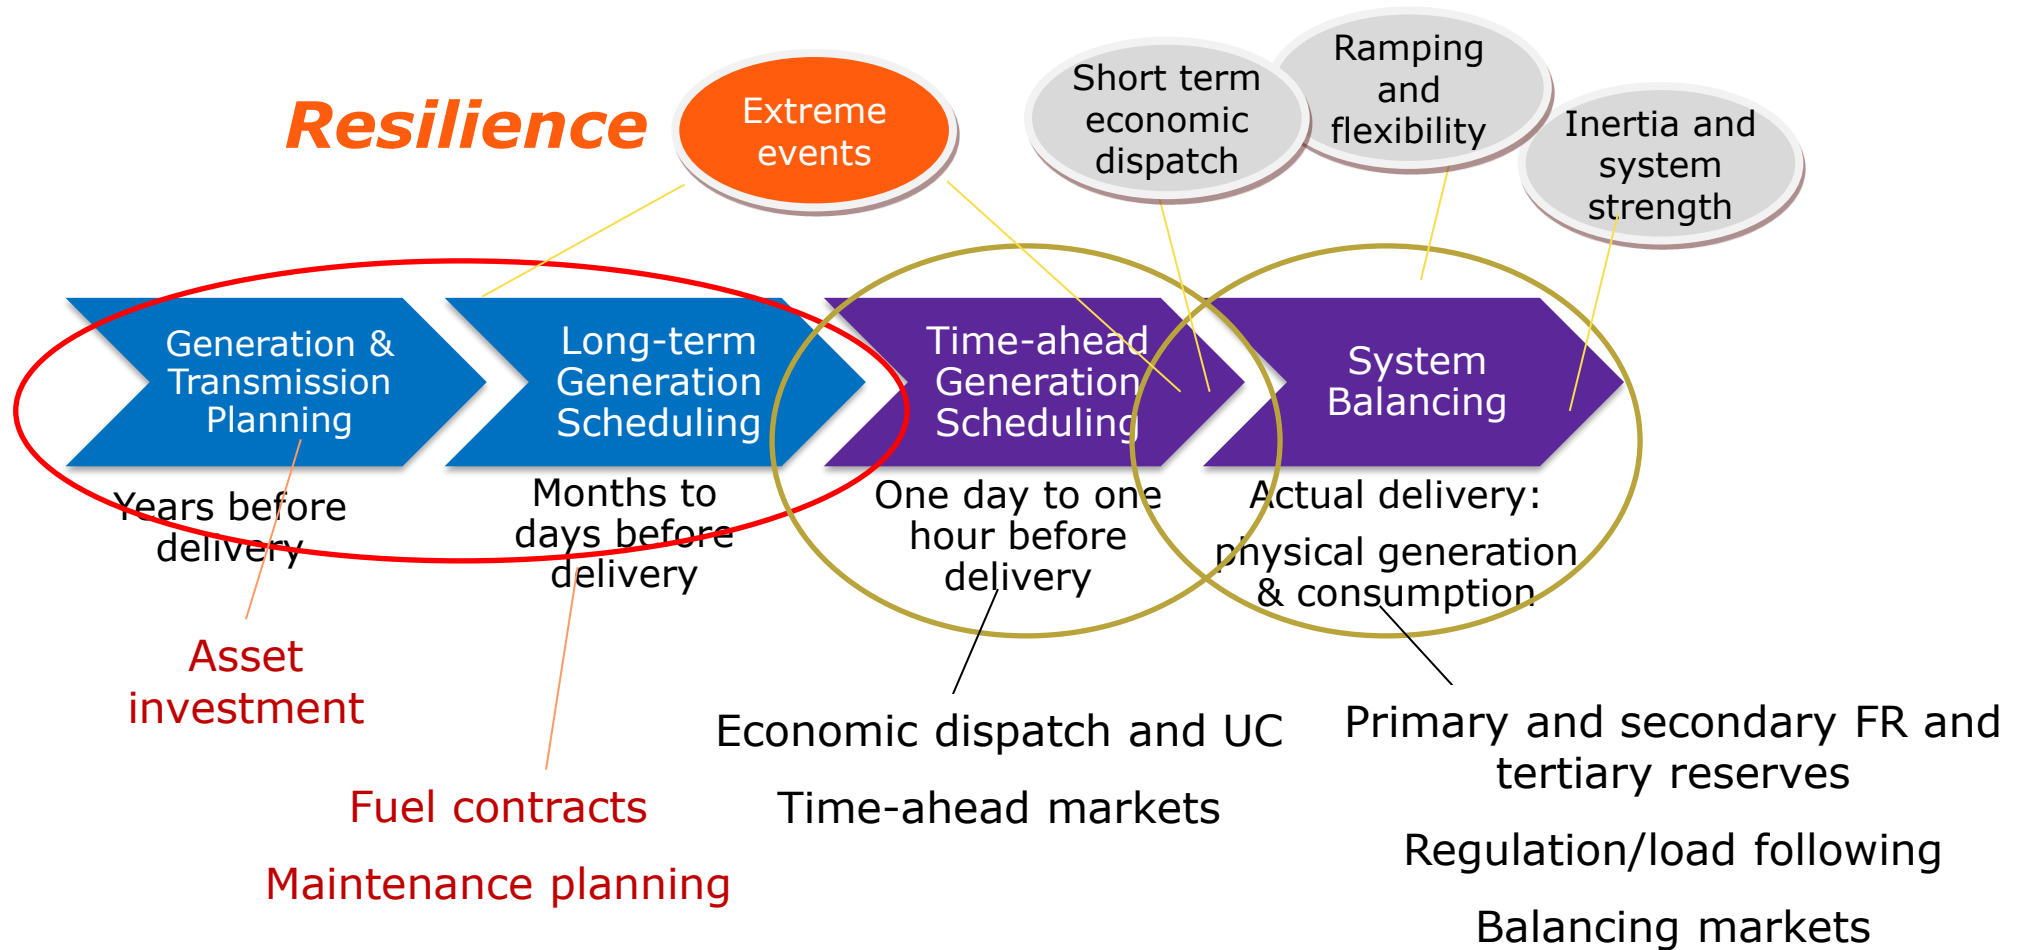 Resilience
Extreme
events
Short term
economic
dispatch
Ramping
and
flexibility
Inertia and
system
strength
Generation &
Transmission
Planning
Long-term
Generation
Scheduling
Time-ahead
Generation
Scheduling
System
Balancing
Years before
delivery
Months to
days before
delivery
One day to one
hour before
delivery
Actual delivery:
physical generation
& consumption
Asset
investment
Fuel contracts
Maintenance planning
Economic dispatch and UC
Time-ahead markets
Primary and secondary FR and
tertiary reserves
Regulation/load following
Balancing markets